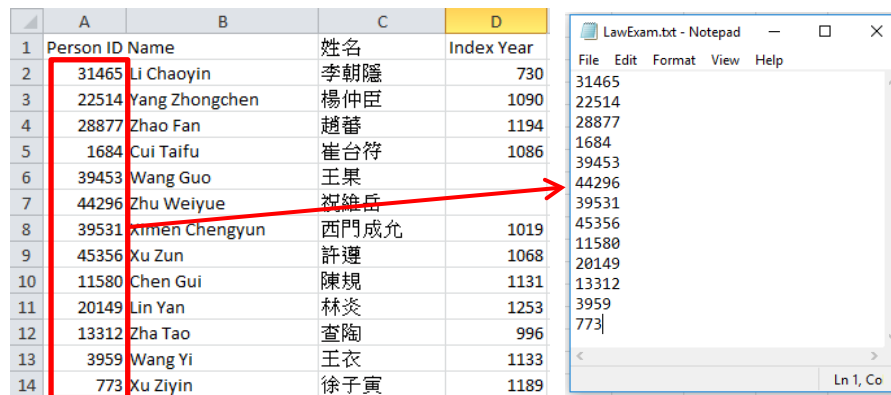 A B C D
1 Person ID Name 姓名 Index Year
2 31465 Li Chaoyin 李朝隱 730
3 22514 Yang Zhongchen 楊仲臣 1090
4 28877 Zhao Fan 趙蕃 1194
5 1684 Cui Taifu 崔台符 1086
6 39453 Wang Guo 王果
7 44296 Zhu Weiyue 祝維岳
8 39531 Ximen Chengyun 西門成允 1019
9 45356 Xu Zun 許遵 1068
10 11580 Chen Gui 陳規 1131
11 20149 Lin Yan 林炎 1253
12 13312 Zha Tao 查陶 996
13 3959 Wang Yi 王衣 1133
14 773 Xu Ziyin 徐子寅 1189
LawExam.txt - Notepad
File Edit Format View Help
31465
22514
28877
1684
39453
44296
39531
45356
11580
20149
13312
3959
773
Ln 1, Co